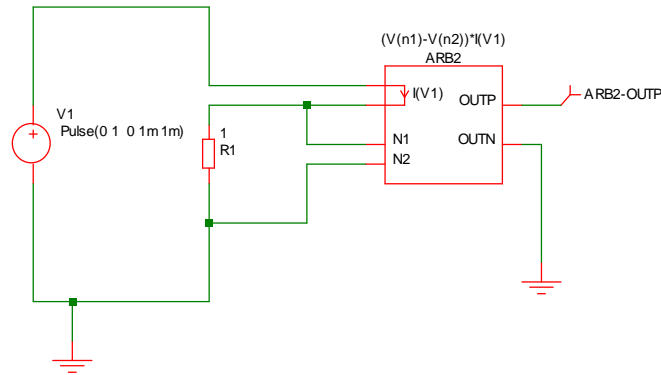 (V(n1)-V(n2))*I(V1)
ARB2
I(V1)
V1
Pulse(0 1 0 1m 1m)
1
R1
OUTP
ARB2-OUTP
N1
OUTN
N2